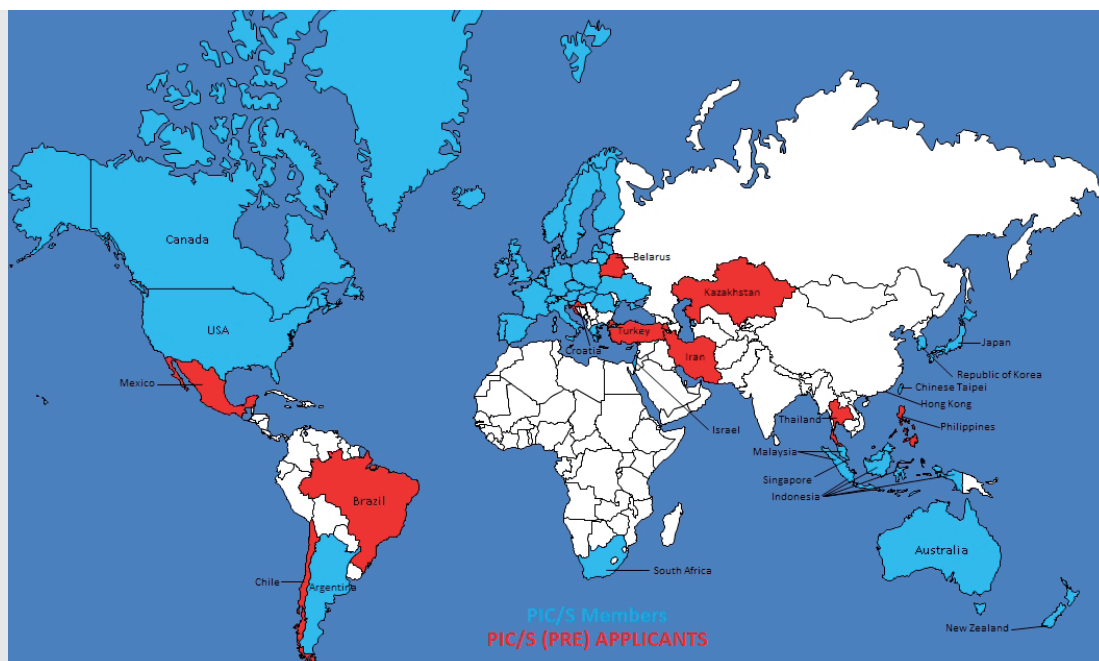 Canada
USA
Mexico
Brazil
Chile
Argentina
Belarus
Kazakhstan
Turkey
Iran
Croatia
Israel
Japan
Republic of Korea
Chinese Taipei
Hong Kong
Thailand
Philippines
Malaysia
Singapore
Indonesia
South Africa
Australia
New Zealand
PIC/S Members
PIC/S (PRE) APPLICANTS